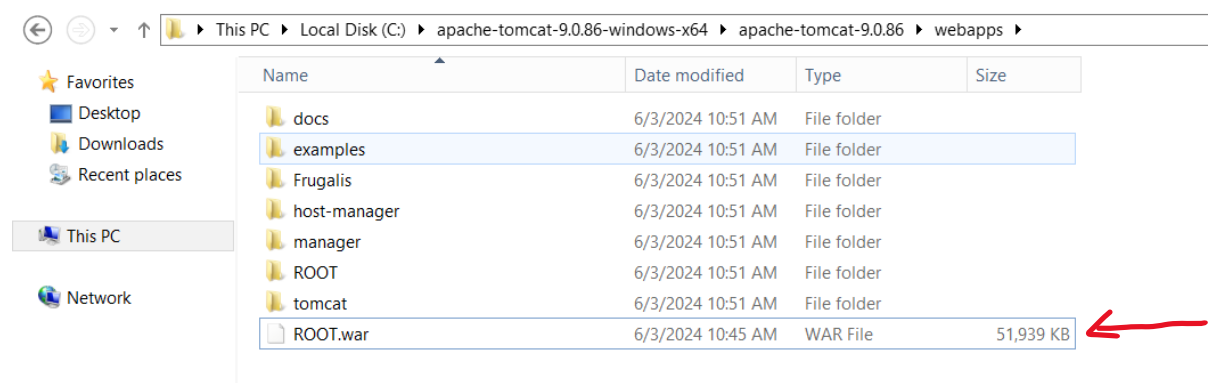 This PC Local Disk (C:) apache-tomcat-9.0.86-windows-x64 apache-tomcat-9.0.86 webapps
Favorites
Desktop
Downloads
Recent places
This PC
Network
Name Date modified Type Size
docs 6/3/2024 10:51 AM File folder
examples 6/3/2024 10:51 AM File folder
Frugalis 6/3/2024 10:51 AM File folder
host-manager 6/3/2024 10:51 AM File folder
manager 6/3/2024 10:51 AM File folder
ROOT 6/3/2024 10:51 AM File folder
tomcat 6/3/2024 10:51 AM File folder
ROOT.war 6/3/2024 10:45 AM WAR File 51,939 KB